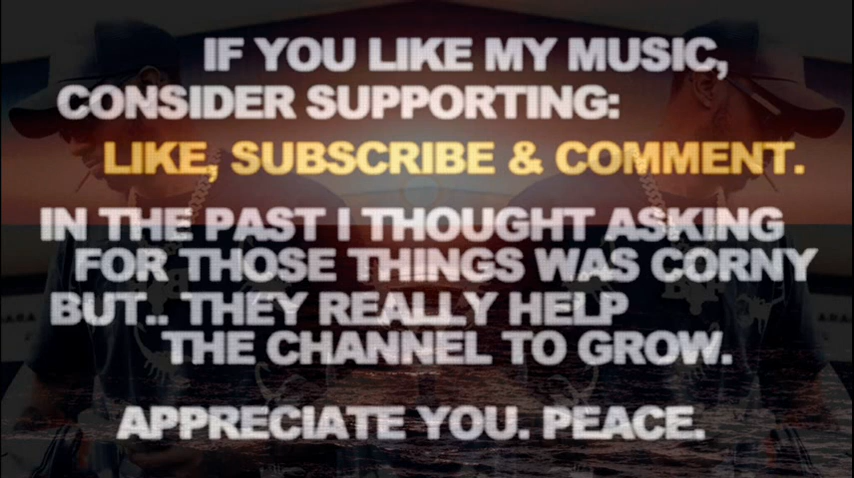 IF YOU LIKE MY MUSIC,
CONSIDER SUPPORTING:
LIKE, SUBSCRIBE & COMMENT.
IN THE PAST I THOUGHT ASKING
FOR THOSE THINGS WAS CORNY
BUT.. THEY REALLY HELP
THE CHANNEL TO GROW.
APPRECIATE YOU. PEACE.